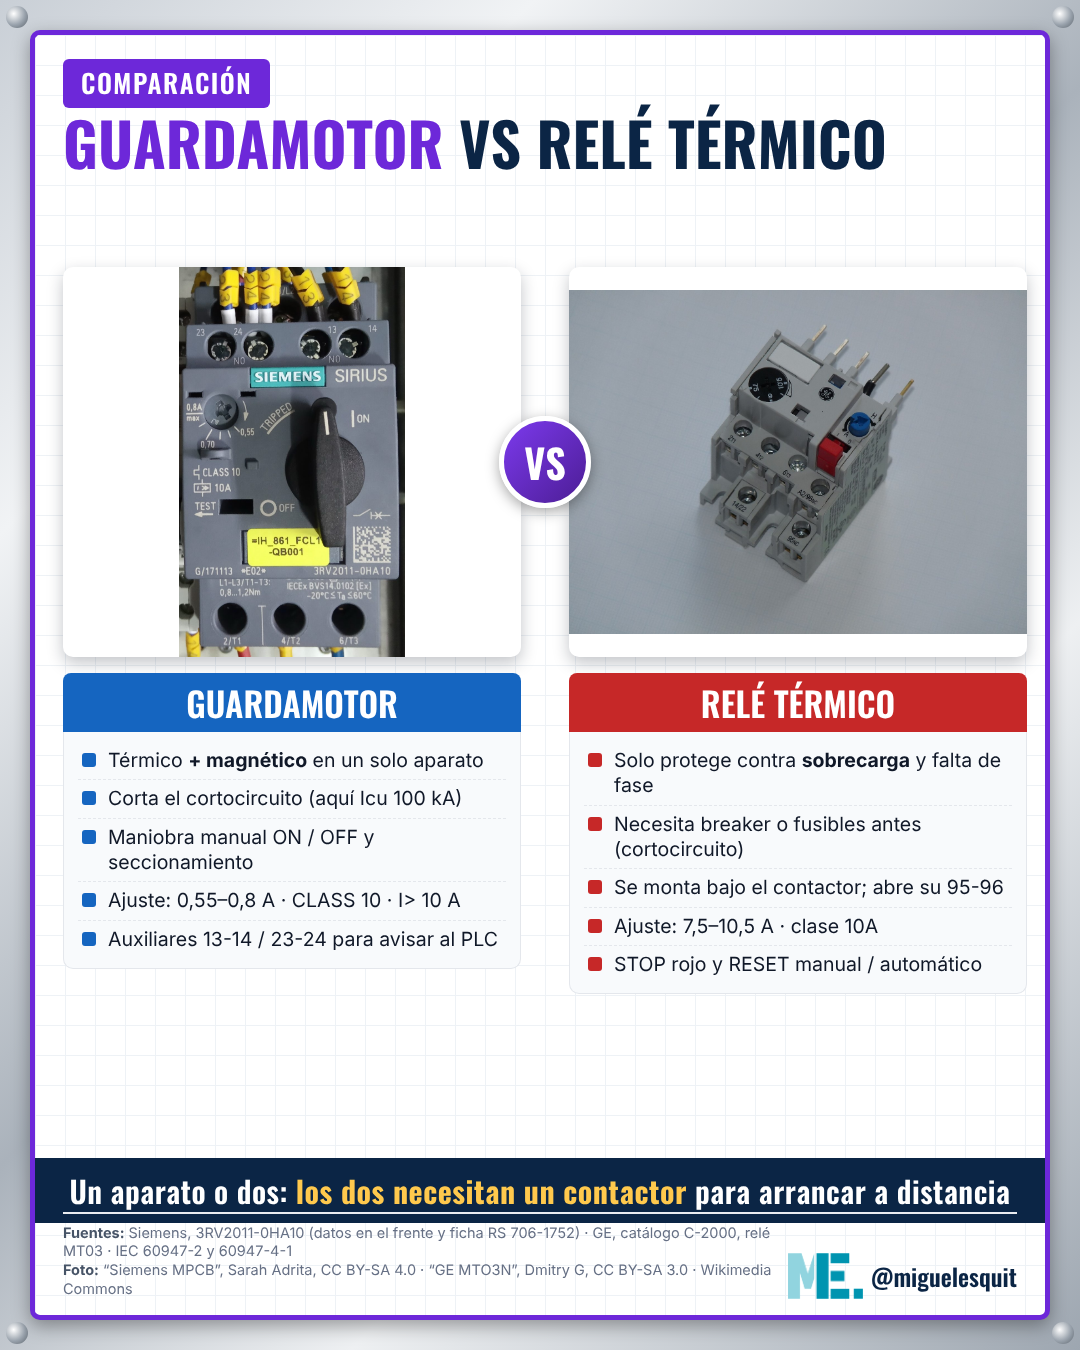 COMPARACIÓN
GUARDAMOTOR VS RELÉ TÉRMICO
23 24 13 14
NO NO
SIEMENS SIRIUS
0,8A
max
0,55
0,70
TRIPPED
ON
CLASS 10
10A
TEST
OFF
=IH_861_FCL1
-QB001
G/171113 *E02* 3RV2011-0HA10
L1-L3/T1-T3:
0,8...1,2Nm
IECEx BVS14.0102 [Ex]
-20°C≤Ta≤60°C
2/T1 4/T2 6/T3
VS
GUARDAMOTOR
Térmico + magnético en un solo aparato
Corta el cortocircuito (aquí Icu 100 kA)
Maniobra manual ON / OFF y
seccionamiento
Ajuste: 0,55–0,8 A · CLASS 10 · I> 10 A
Auxiliares 13-14 / 23-24 para avisar al PLC
RELÉ TÉRMICO
Solo protege contra sobrecarga y falta de
fase
Necesita breaker o fusibles antes
(cortocircuito)
Se monta bajo el contactor; abre su 95-96
Ajuste: 7,5–10,5 A · clase 10A
STOP rojo y RESET manual / automático
Un aparato o dos: los dos necesitan un contactor para arrancar a distancia
Fuentes: Siemens, 3RV2011-0HA10 (datos en el frente y ficha RS 706-1752) · GE, catálogo C-2000, relé
MT03 · IEC 60947-2 y 60947-4-1
Foto: “Siemens MPCB”, Sarah Adrita, CC BY-SA 4.0 · “GE MTO3N”, Dmitry G, CC BY-SA 3.0 · Wikimedia
Commons
ME. @miguelesquit